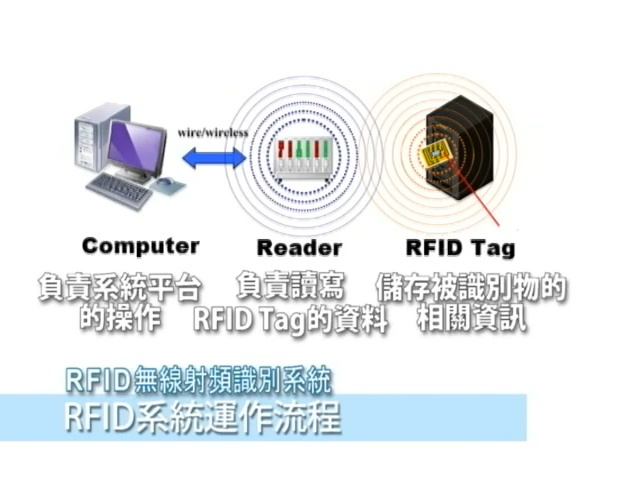 wire/wireless
Computer
Reader
RFID Tag
負責系統平台
的操作
負責讀寫
RFID Tag的資料
儲存被識別物的
相關資訊
RFID無線射頻識別系統
RFID系統運作流程